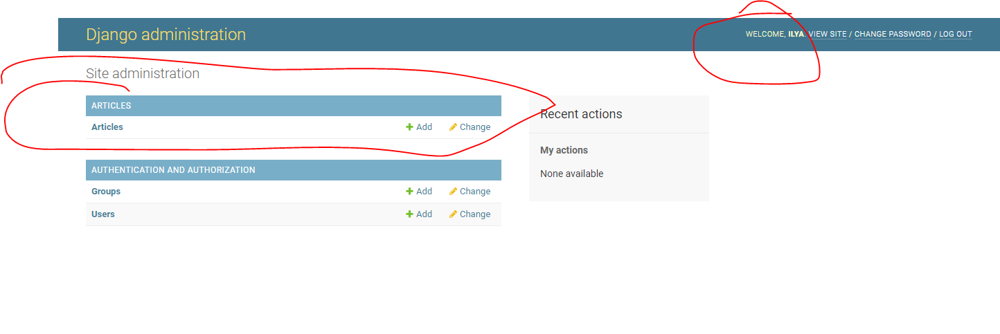 Django administration
WELCOME, ILYA. VIEW SITE / CHANGE PASSWORD / LOG OUT
Site administration
ARTICLES
Articles Add Change
AUTHENTICATION AND AUTHORIZATION
Groups Add Change
Users Add Change
Recent actions
My actions
None available